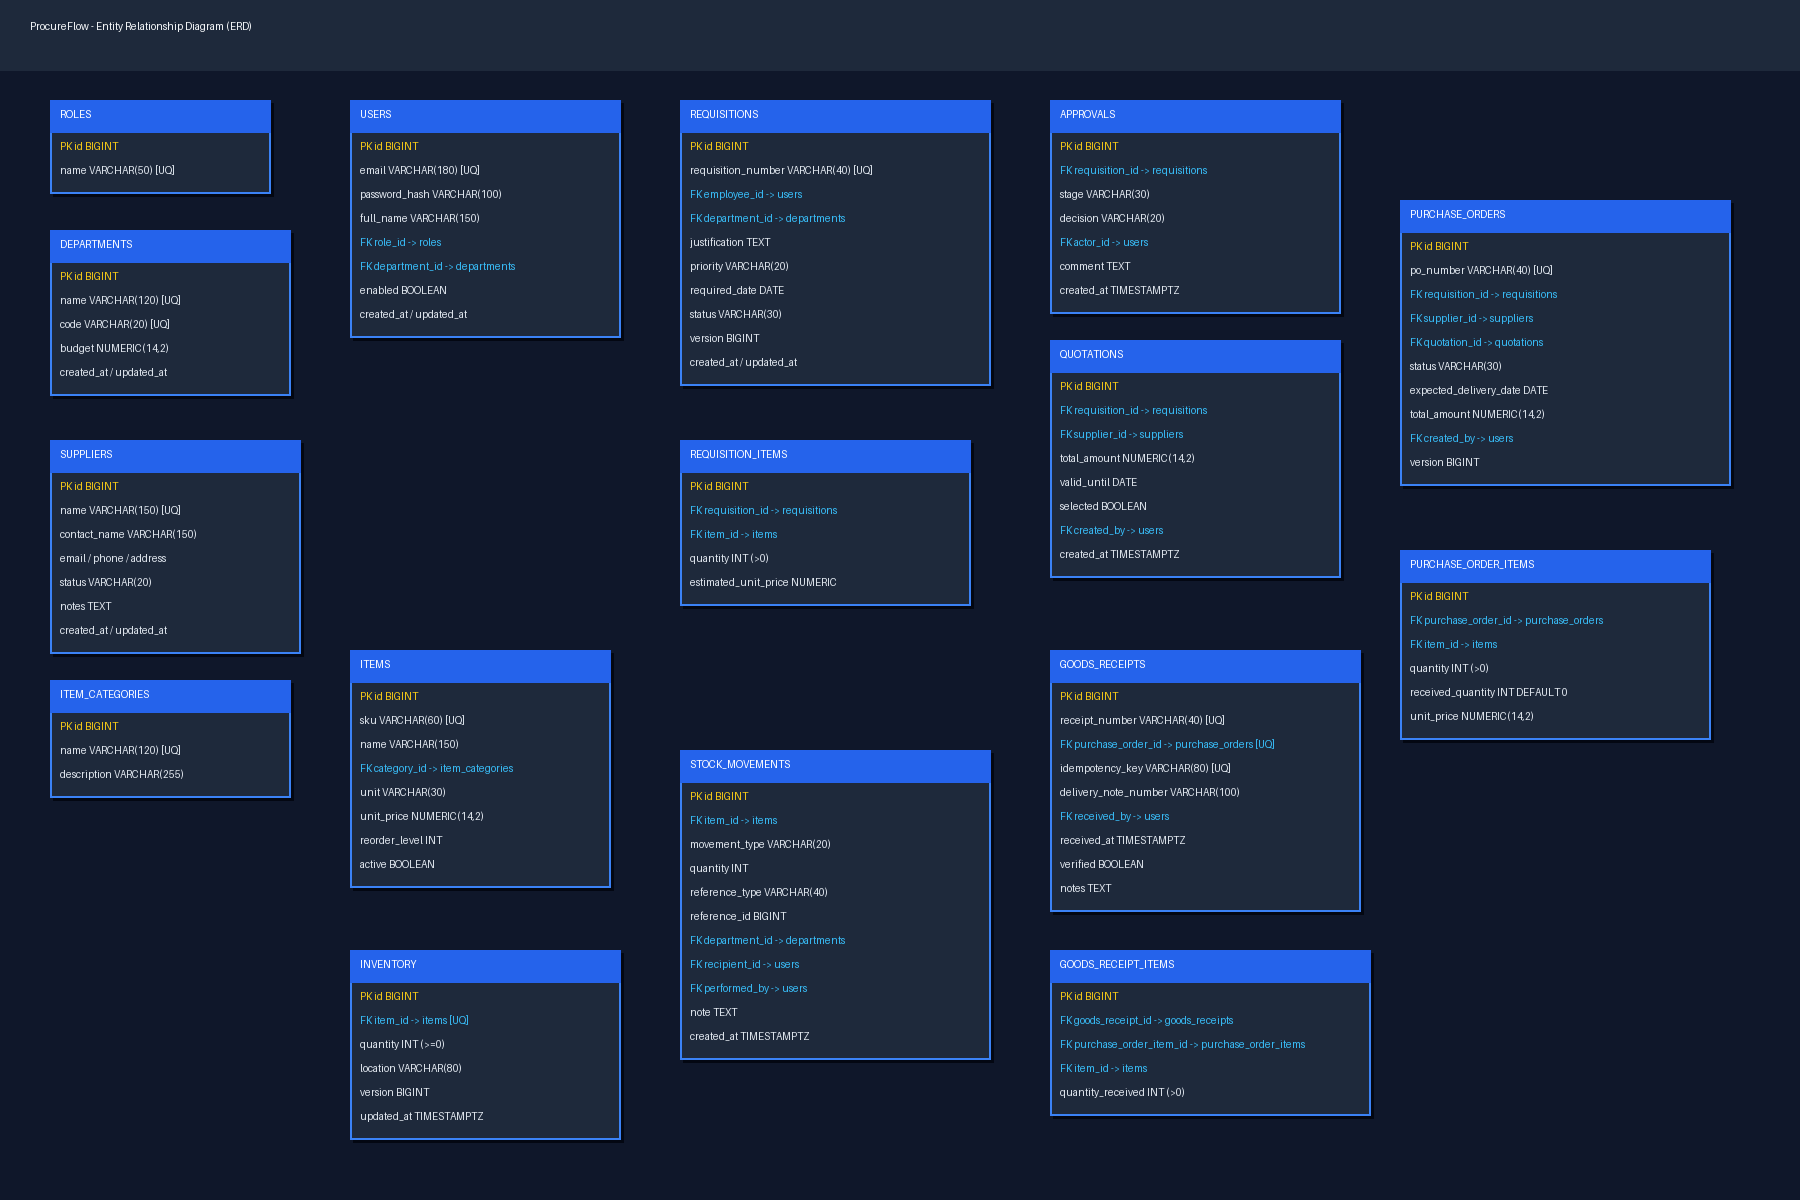 ProcureFlow - Entity Relationship Diagram (ERD)
ROLES
PK id BIGINT
name VARCHAR(50) [UQ]
DEPARTMENTS
PK id BIGINT
name VARCHAR(120) [UQ]
code VARCHAR(20) [UQ]
budget NUMERIC(14,2)
created_at / updated_at
SUPPLIERS
PK id BIGINT
name VARCHAR(150) [UQ]
contact_name VARCHAR(150)
email / phone / address
status VARCHAR(20)
notes TEXT
created_at / updated_at
ITEM_CATEGORIES
PK id BIGINT
name VARCHAR(120) [UQ]
description VARCHAR(255)
USERS
PK id BIGINT
email VARCHAR(180) [UQ]
password_hash VARCHAR(100)
full_name VARCHAR(150)
FK role_id -> roles
FK department_id -> departments
enabled BOOLEAN
created_at / updated_at
ITEMS
PK id BIGINT
sku VARCHAR(60) [UQ]
name VARCHAR(150)
FK category_id -> item_categories
unit VARCHAR(30)
unit_price NUMERIC(14,2)
reorder_level INT
active BOOLEAN
INVENTORY
PK id BIGINT
FK item_id -> items [UQ]
quantity INT (>=0)
location VARCHAR(80)
version BIGINT
updated_at TIMESTAMPTZ
REQUISITIONS
PK id BIGINT
requisition_number VARCHAR(40) [UQ]
FK employee_id -> users
FK department_id -> departments
justification TEXT
priority VARCHAR(20)
required_date DATE
status VARCHAR(30)
version BIGINT
created_at / updated_at
REQUISITION_ITEMS
PK id BIGINT
FK requisition_id -> requisitions
FK item_id -> items
quantity INT (>0)
estimated_unit_price NUMERIC
STOCK_MOVEMENTS
PK id BIGINT
FK item_id -> items
movement_type VARCHAR(20)
quantity INT
reference_type VARCHAR(40)
reference_id BIGINT
FK department_id -> departments
FK recipient_id -> users
FK performed_by -> users
note TEXT
created_at TIMESTAMPTZ
APPROVALS
PK id BIGINT
FK requisition_id -> requisitions
stage VARCHAR(30)
decision VARCHAR(20)
FK actor_id -> users
comment TEXT
created_at TIMESTAMPTZ
QUOTATIONS
PK id BIGINT
FK requisition_id -> requisitions
FK supplier_id -> suppliers
total_amount NUMERIC(14,2)
valid_until DATE
selected BOOLEAN
FK created_by -> users
created_at TIMESTAMPTZ
GOODS_RECEIPTS
PK id BIGINT
receipt_number VARCHAR(40) [UQ]
FK purchase_order_id -> purchase_orders [UQ]
idempotency_key VARCHAR(80) [UQ]
delivery_note_number VARCHAR(100)
FK received_by -> users
received_at TIMESTAMPTZ
verified BOOLEAN
notes TEXT
GOODS_RECEIPT_ITEMS
PK id BIGINT
FK goods_receipt_id -> goods_receipts
FK purchase_order_item_id -> purchase_order_items
FK item_id -> items
quantity_received INT (>0)
PURCHASE_ORDERS
PK id BIGINT
po_number VARCHAR(40) [UQ]
FK requisition_id -> requisitions
FK supplier_id -> suppliers
FK quotation_id -> quotations
status VARCHAR(30)
expected_delivery_date DATE
total_amount NUMERIC(14,2)
FK created_by -> users
version BIGINT
PURCHASE_ORDER_ITEMS
PK id BIGINT
FK purchase_order_id -> purchase_orders
FK item_id -> items
quantity INT (>0)
received_quantity INT DEFAULT 0
unit_price NUMERIC(14,2)